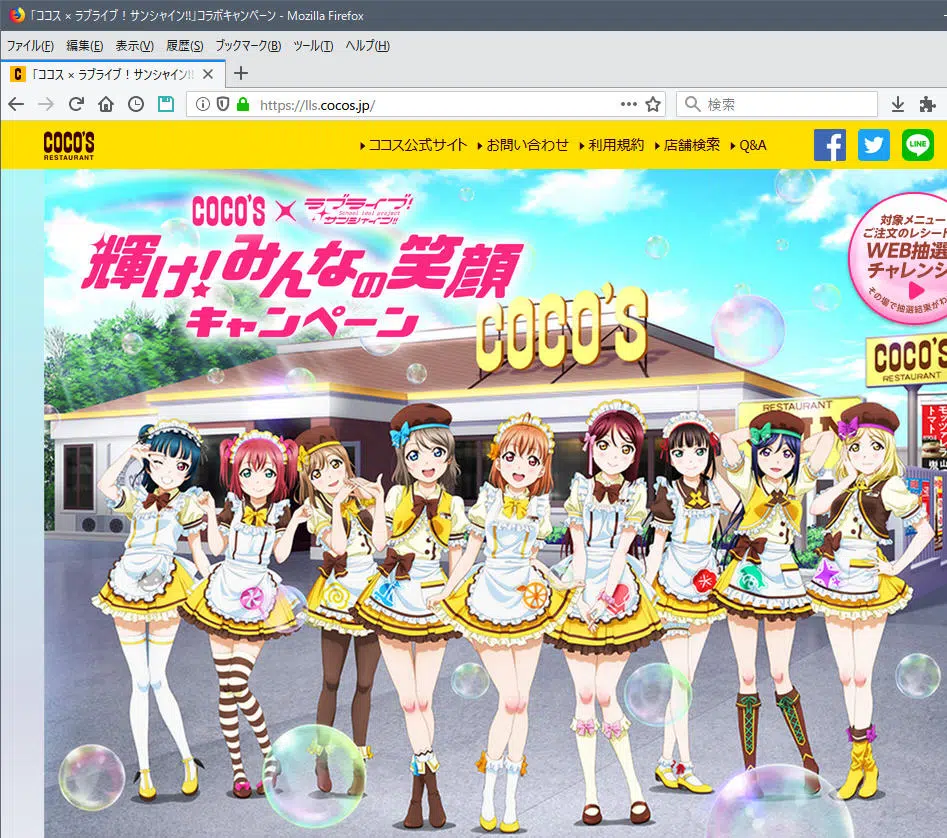 「ココス × ラブライブ！サンシャイン!!」コラボキャンペーン - Mozilla Firefox
ファイル(F) 編集(E) 表示(V) 履歴(S) ブックマーク(B) ツール(T) ヘルプ(H)
「ココス × ラブライブ！サンシャイン!!
https://lls.cocos.jp/
検索
COCO'S
RESTAURANT
ココス公式サイト お問い合わせ 利用規約 店舗検索 Q&A
LINE
COCO'S × ラブライブ!
School idol project
サンシャイン!!
輝け!みんなの笑顔
キャンペーン
対象メニュー
ご注文のレシート
WEB抽選
チャレンジ
その場で抽選結果がわ
COCO'S
COCO'S
RESTAURANT
RESTAURANT